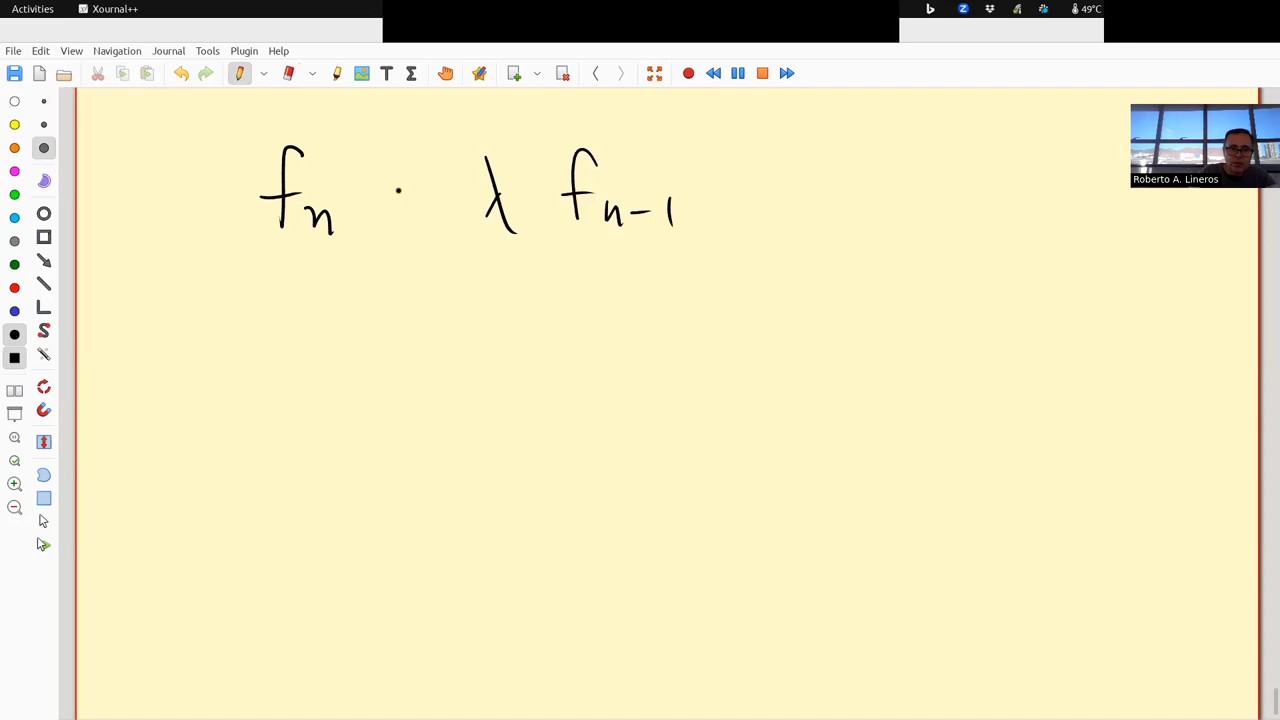 Activities Xournal++ 49°C
File Edit View Navigation Journal Tools Plugin Help
fₙ · λ fₙ₋₁
Roberto A. Lineros